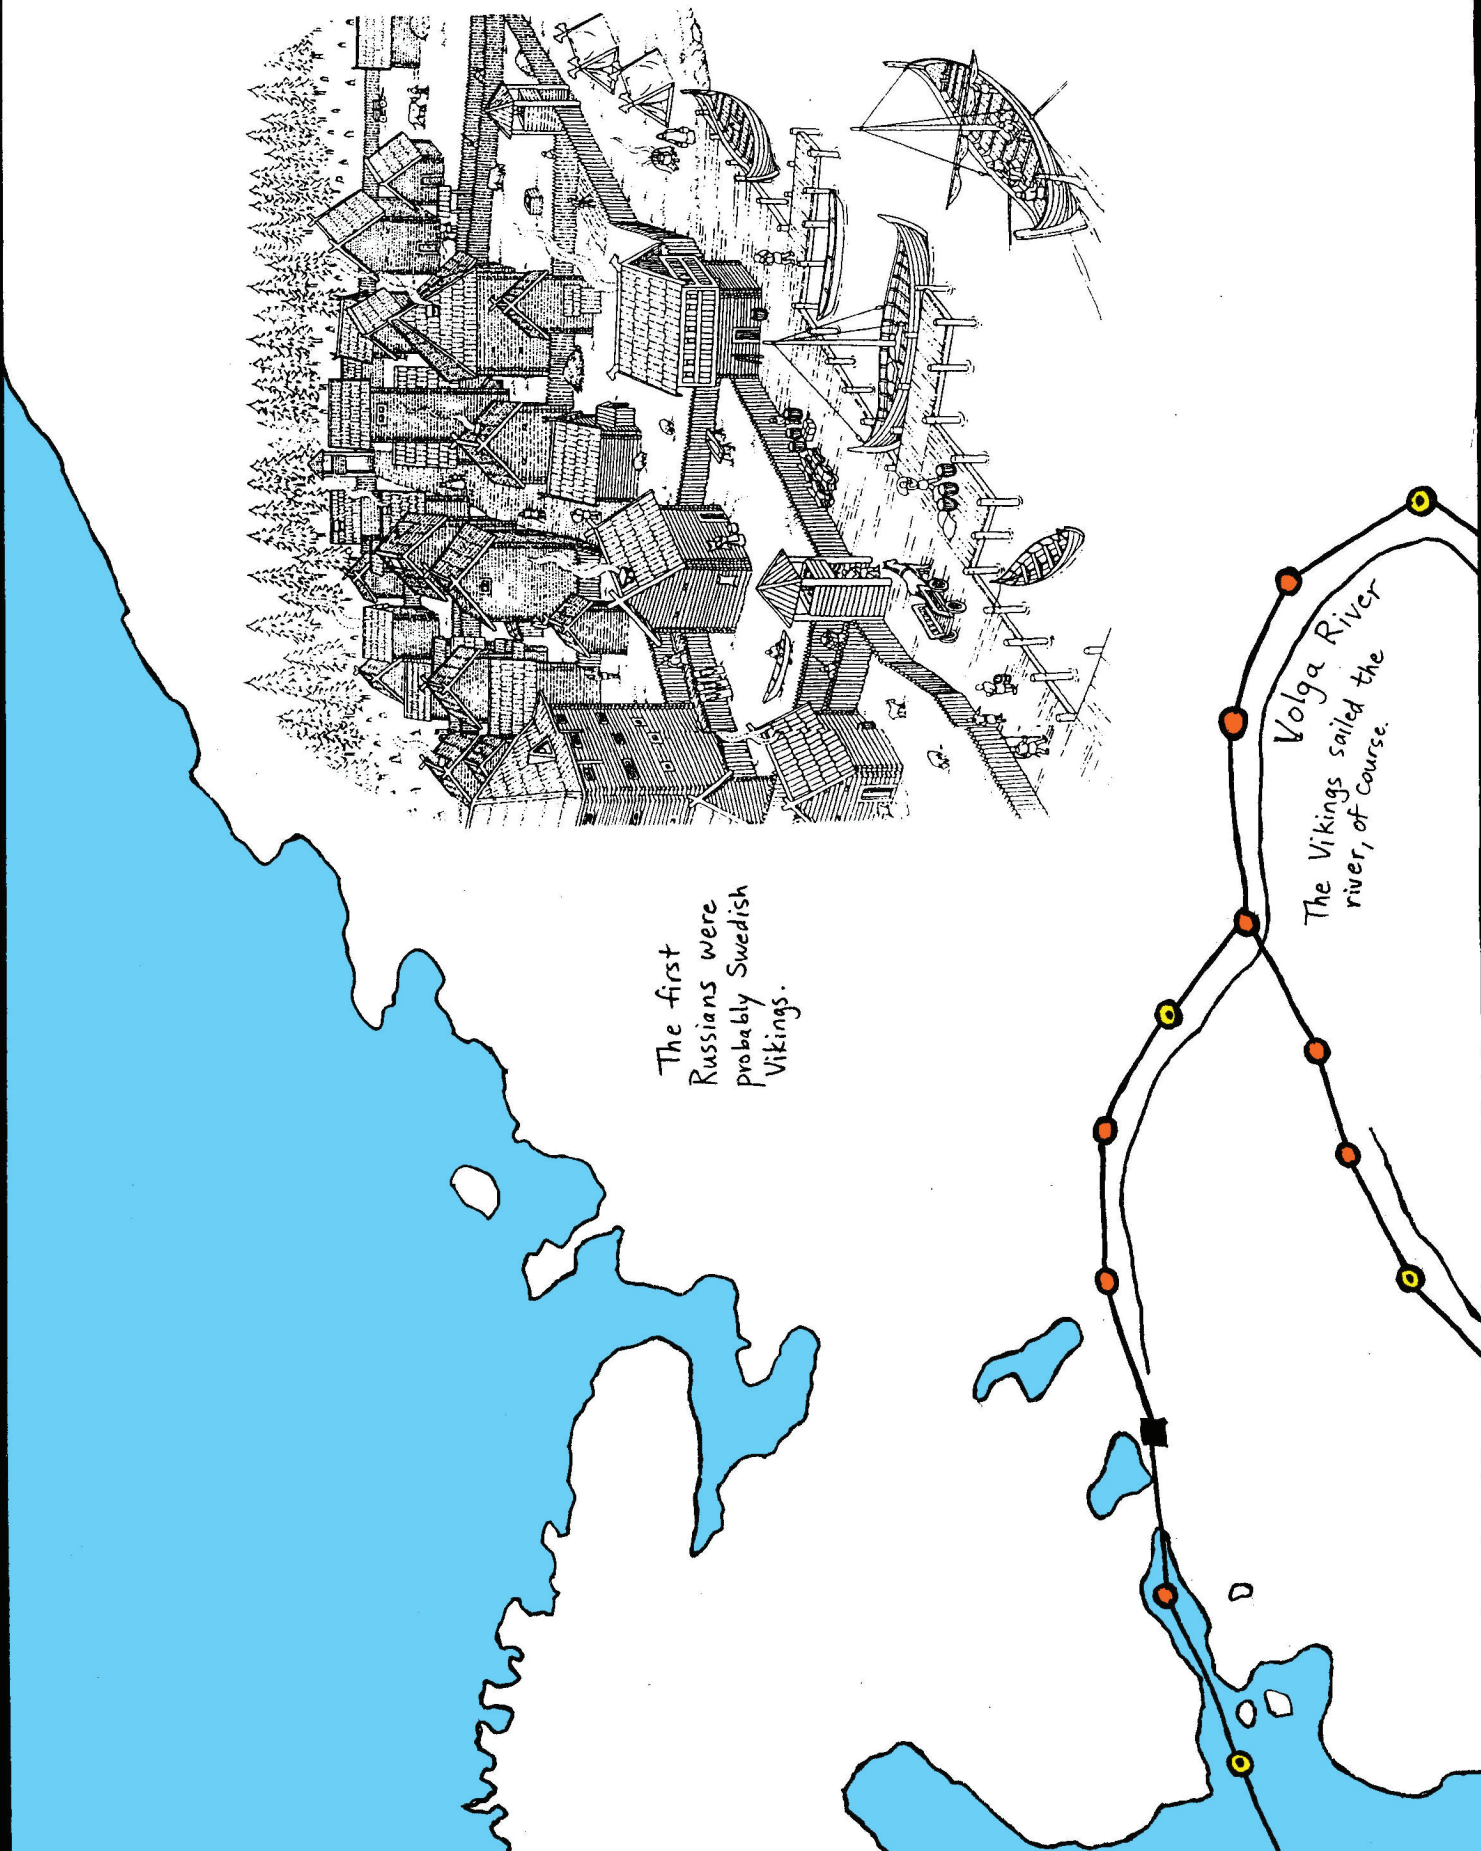 The first
Russians were
probably Swedish
Vikings.
Volga River
The Vikings sailed the
river, of course.